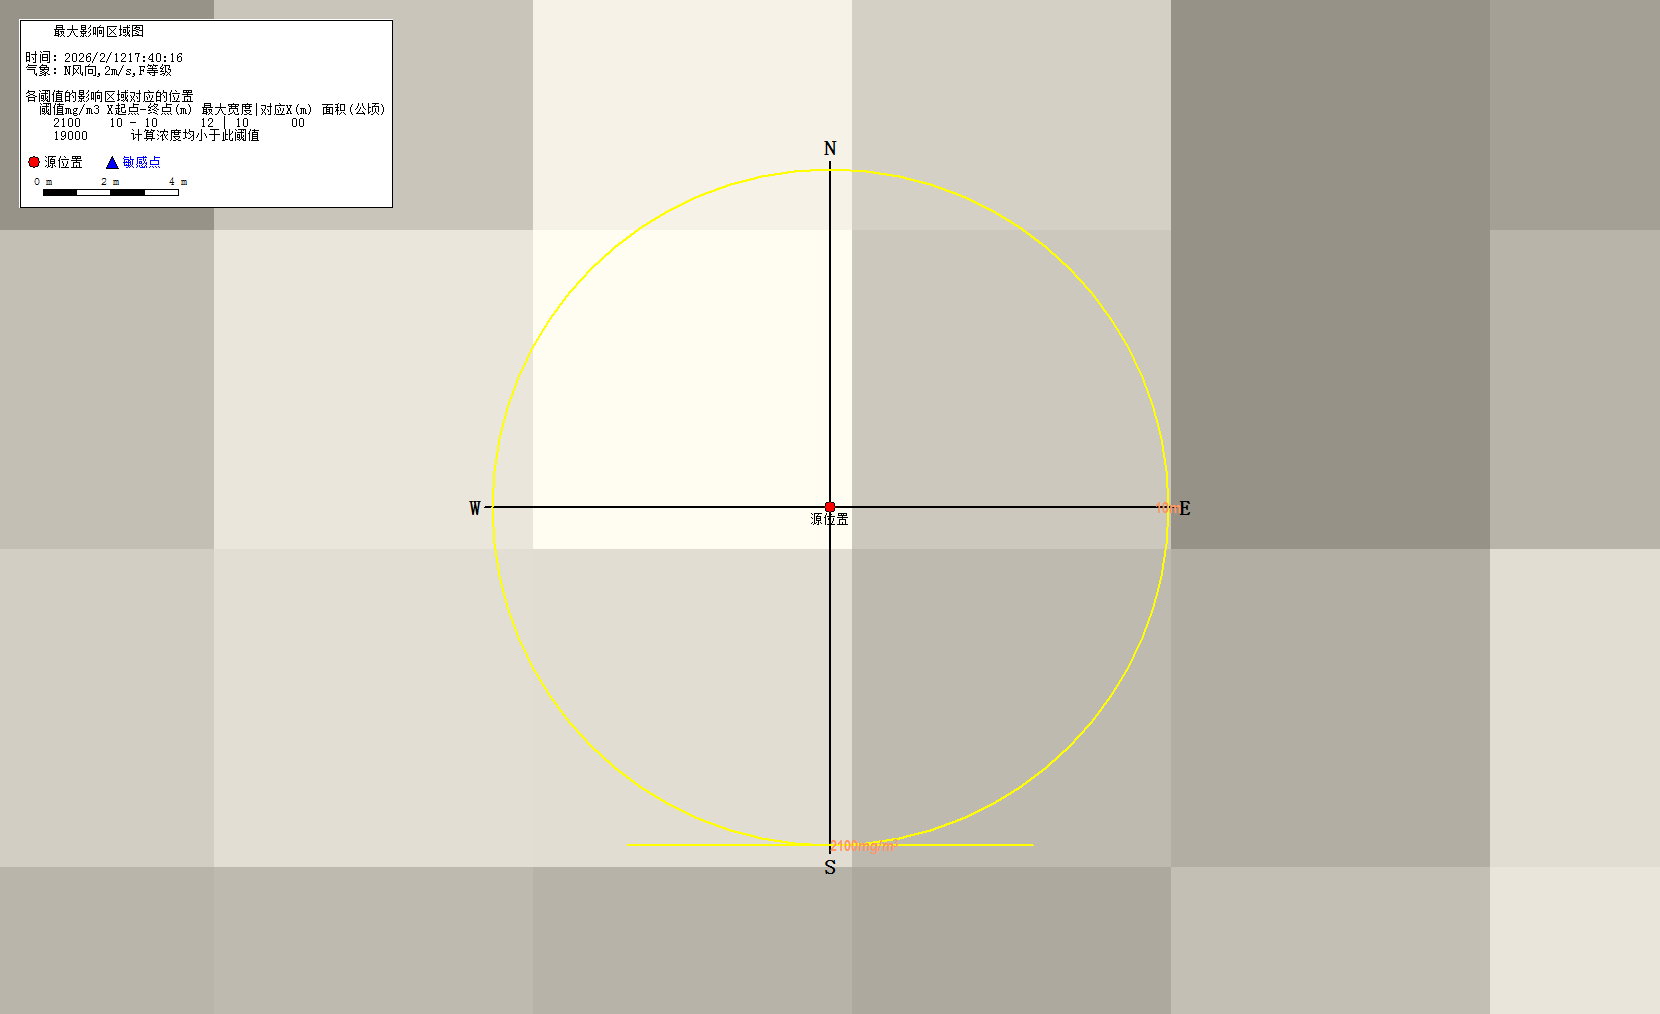 最大影响区域图
时间：2026/2/1217:40:16
气象：N风向,2m/s,F等级
各阈值的影响区域对应的位置
阈值mg/m3 X起点-终点(m) 最大宽度|对应X(m) 面积(公顷)
2100 10 - 10 12 | 10 00
19000 计算浓度均小于此阈值
源位置 敏感点
0 m 2 m 4 m
N
W 10m E
源位置
2100mg/m³
S